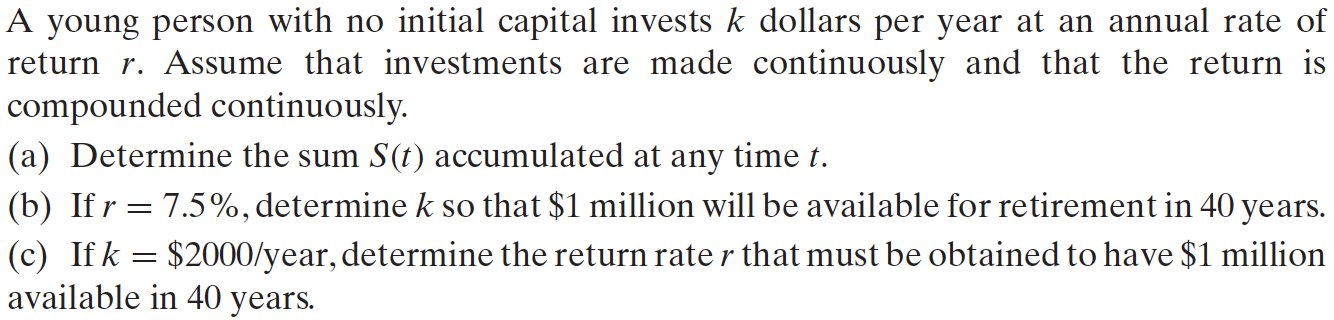 A young person with no initial capital invests k dollars per year at an annual rate of
return r. Assume that investments are made continuously and that the return is
compounded continuously.
(a) Determine the sum S(t) accumulated at any time t.
(b) If r = 7.5%, determine k so that $1 million will be available for retirement in 40 years.
(c) If k = $2000/year, determine the return rate r that must be obtained to have $1 million
available in 40 years.